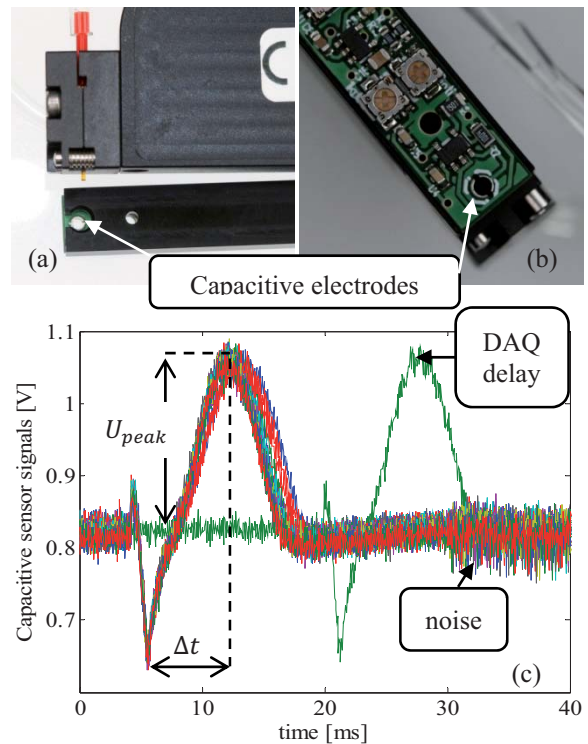 (a)
(b)
Capacitive electrodes
1.1
1
0.9
0.8
0.7
Capacitive sensor signals [V]
U_peak
Δt
DAQ
delay
noise
(c)
0
10
20
30
40
time [ms]